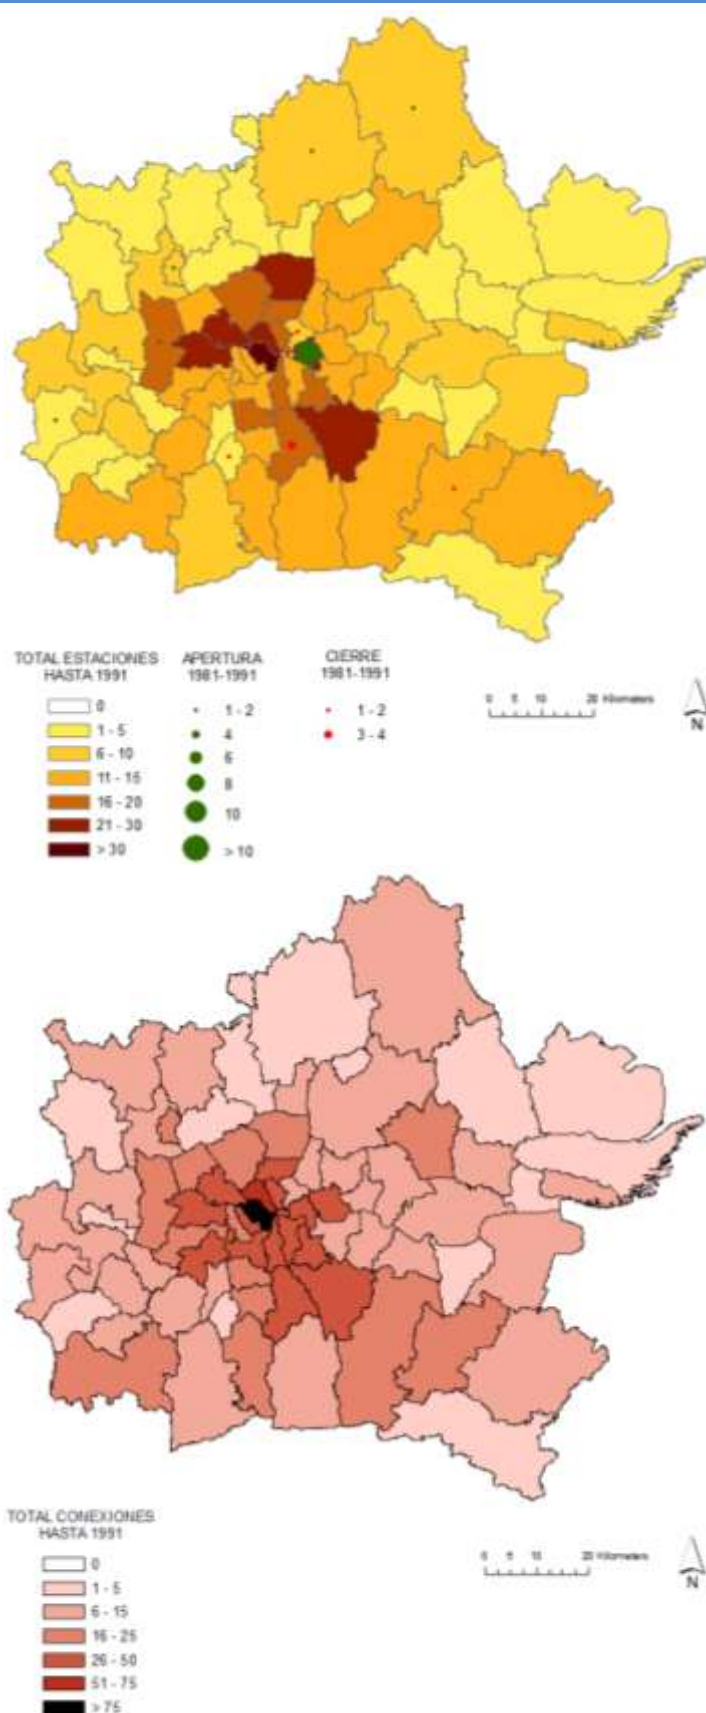 TOTAL ESTACIONES
HASTA 1991
0
1 - 5
6 - 10
11 - 15
16 - 20
21 - 30
> 30
APERTURA
1981-1991
1 - 2
4
6
8
10
> 10
CIERRE
1981-1991
1 - 2
3 - 4
0 5 10 20 Kilometers
N
TOTAL CONEXIONES
HASTA 1991
0
1 - 5
6 - 15
16 - 25
26 - 50
51 - 75
> 75
0 5 10 20 Kilometers
N